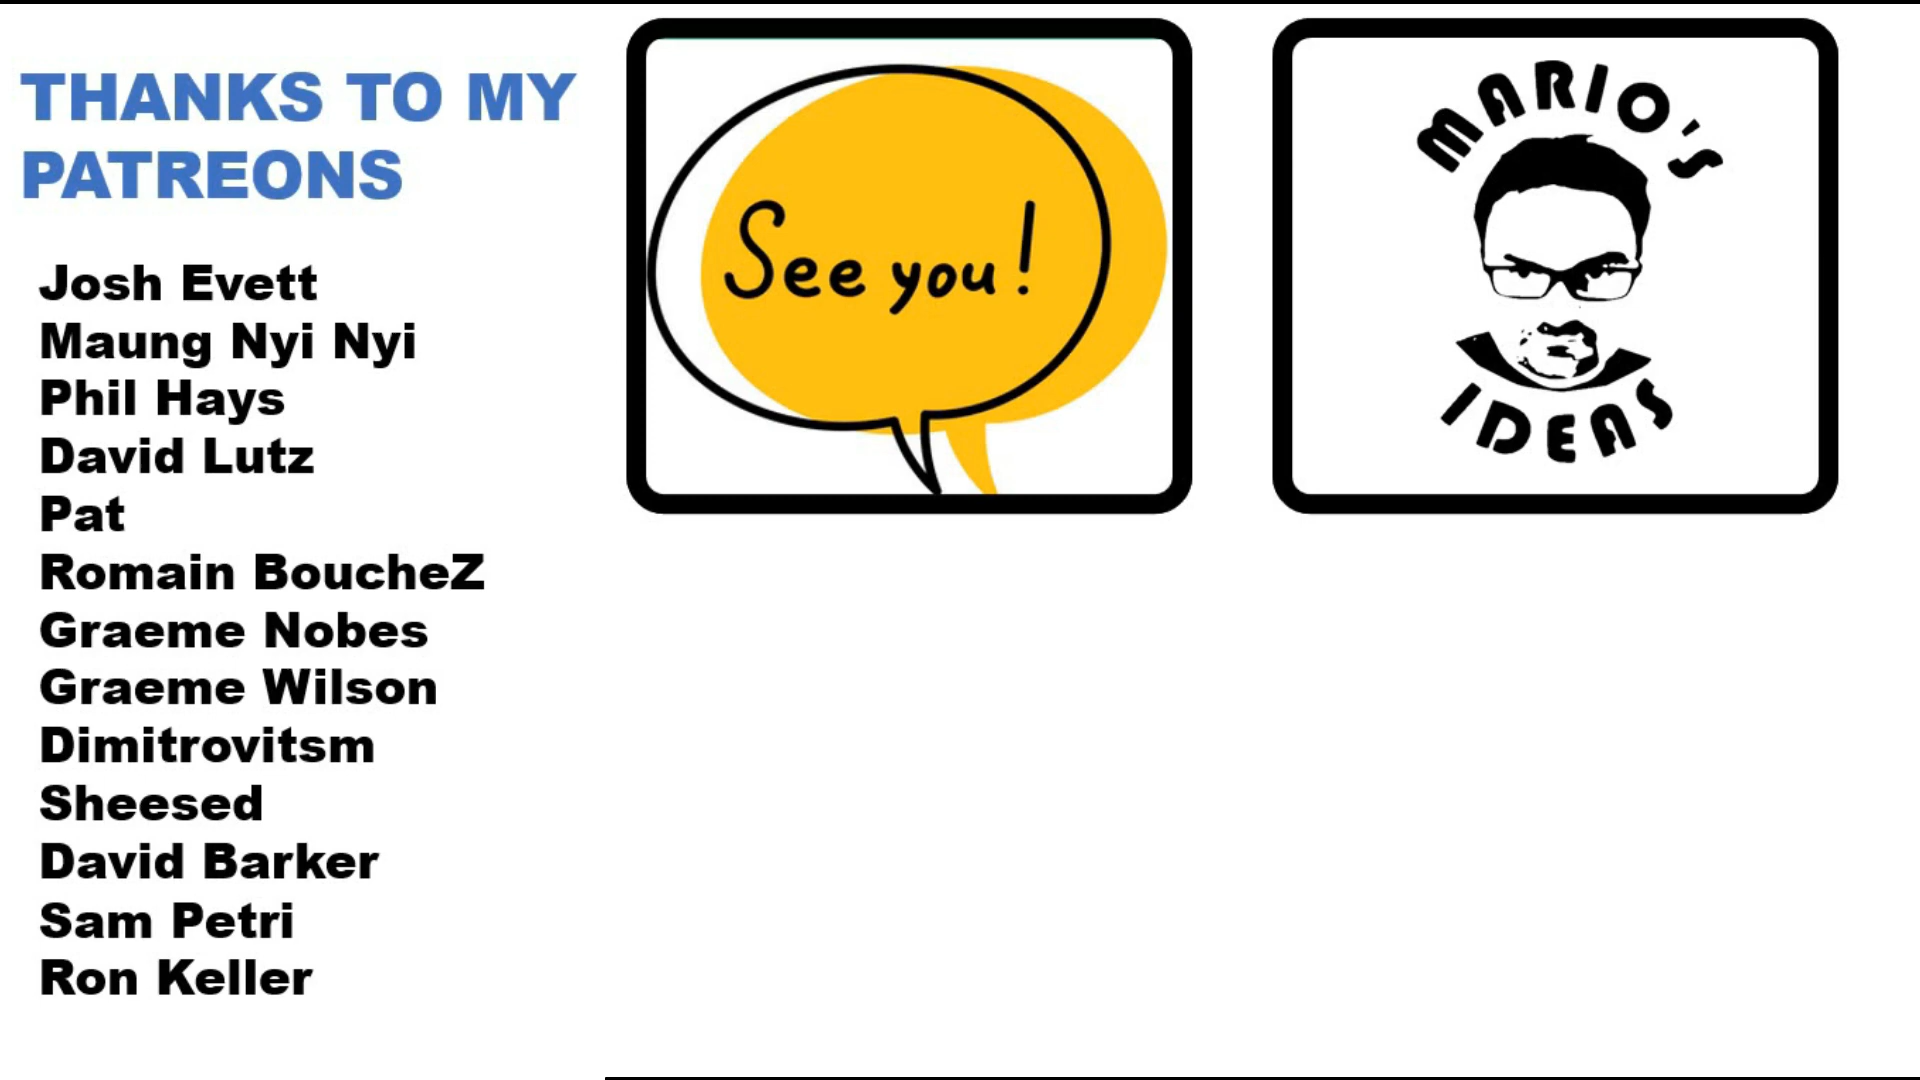 THANKS TO MY
PATREONS
Josh Evett
Maung Nyi Nyi
Phil Hays
David Lutz
Pat
Romain BoucheZ
Graeme Nobes
Graeme Wilson
Dimitrovitsm
Sheesed
David Barker
Sam Petri
Ron Keller
See you!
MARIO'S
IDEAS